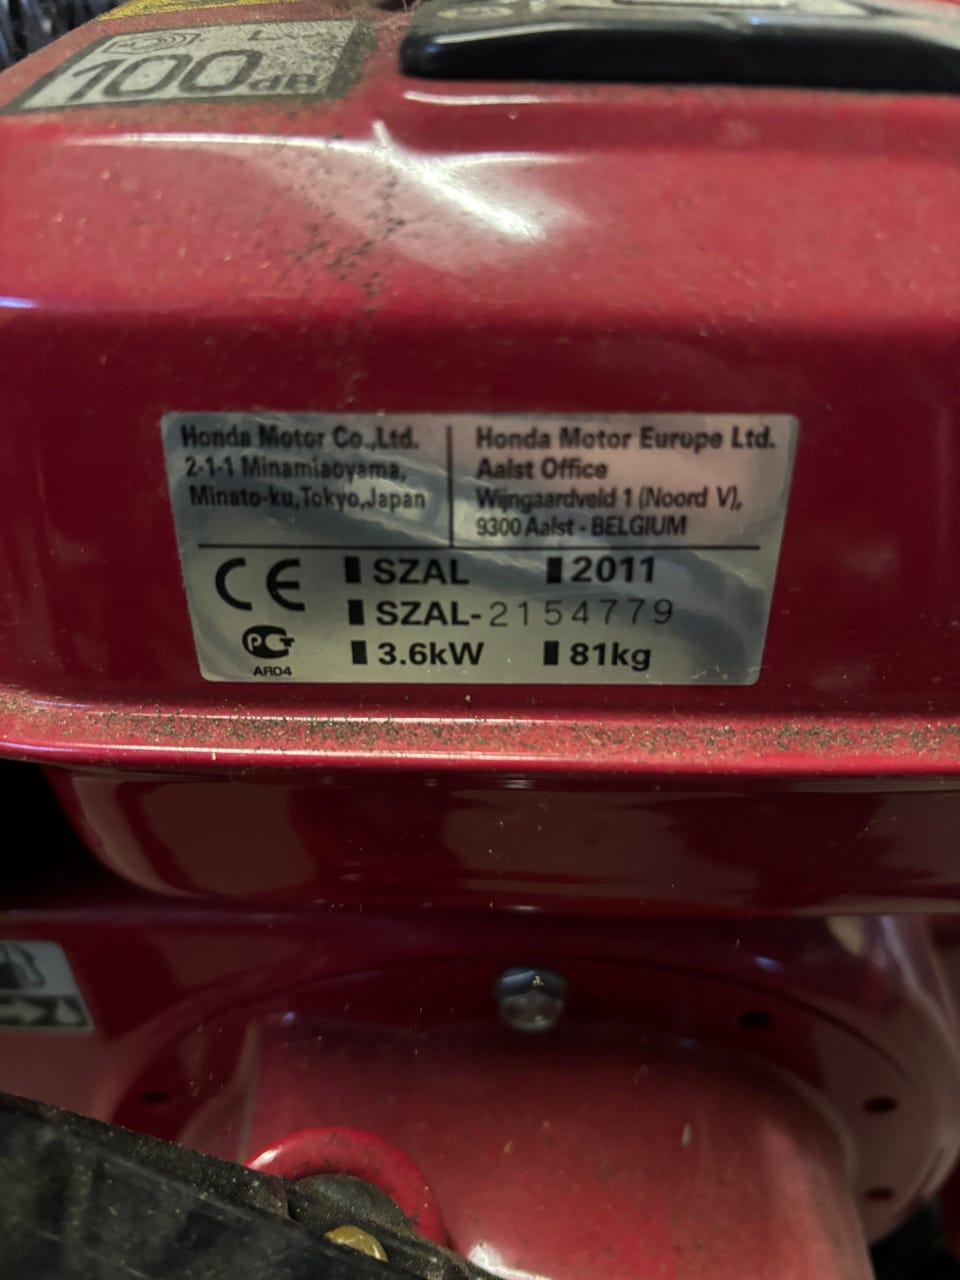 100dB
Honda Motor Co.,Ltd.
2-1-1 Minamiaoyama,
Minato-ku,Tokyo,Japan
Honda Motor Europe Ltd.
Aalst Office
Wijngaardveld 1 (Noord V),
9300 Aalst - BELGIUM
CE
SZAL
2011
SZAL-2154779
3.6kW
81kg